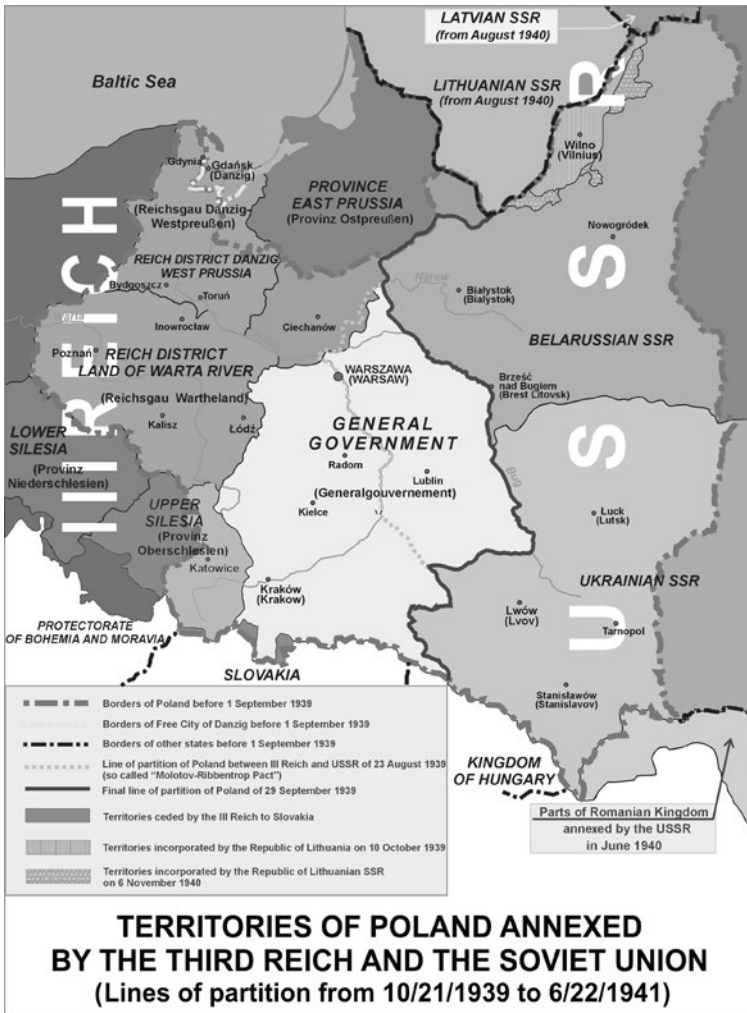 LATVIAN SSR
(from August 1940)
LITHUANIAN SSR
(from August 1940)
Baltic Sea
Wilno
(Vilnius)
Gdynia
Gdańsk
(Danzig)
PROVINCE
EAST PRUSSIA
(Provinz Ostpreußen)
(Reichsgau Danzig-
Westpreußen)
Nowogródek
REICH DISTRICT DANZIG
WEST PRUSSIA
Bydgoszcz
Toruń
Narew
Białystok
(Bialystok)
Inowrocław
Ciechanów
Warta
BELARUSSIAN SSR
Poznań
REICH DISTRICT
LAND OF WARTA RIVER
WARSZAWA
(WARSAW)
Brześć
nad Bugiem
(Brest Litovsk)
(Reichsgau Wartheland)
Kalisz
Łódź
GENERAL
GOVERNMENT
LOWER
SILESIA
(Provinz
Niederschlesien)
Radom
Lublin
Bug
(Generalgouvernement)
Kielce
UPPER
SILESIA
(Provinz
Oberschlesien)
Łuck
(Lutsk)
Katowice
Kraków
(Krakow)
UKRAINIAN SSR
Lwów
(Lvov)
Tarnopol
PROTECTORATE
OF BOHEMIA AND MORAVIA
SLOVAKIA
Stanisławów
(Stanislavov)
III REICH
USSR
KINGDOM
OF HUNGARY
Parts of Romanian Kingdom
annexed by the USSR
in June 1940
Borders of Poland before 1 September 1939
Borders of Free City of Danzig before 1 September 1939
Borders of other states before 1 September 1939
Line of partition of Poland between III Reich and USSR of 23 August 1939
(so called "Molotov-Ribbentrop Pact")
Final line of partition of Poland of 29 September 1939
Territories ceded by the III Reich to Slovakia
Territories incorporated by the Republic of Lithuania on 10 October 1939
Territories incorporated by the Republic of Lithuanian SSR
on 6 November 1940
TERRITORIES OF POLAND ANNEXED
BY THE THIRD REICH AND THE SOVIET UNION
(Lines of partition from 10/21/1939 to 6/22/1941)